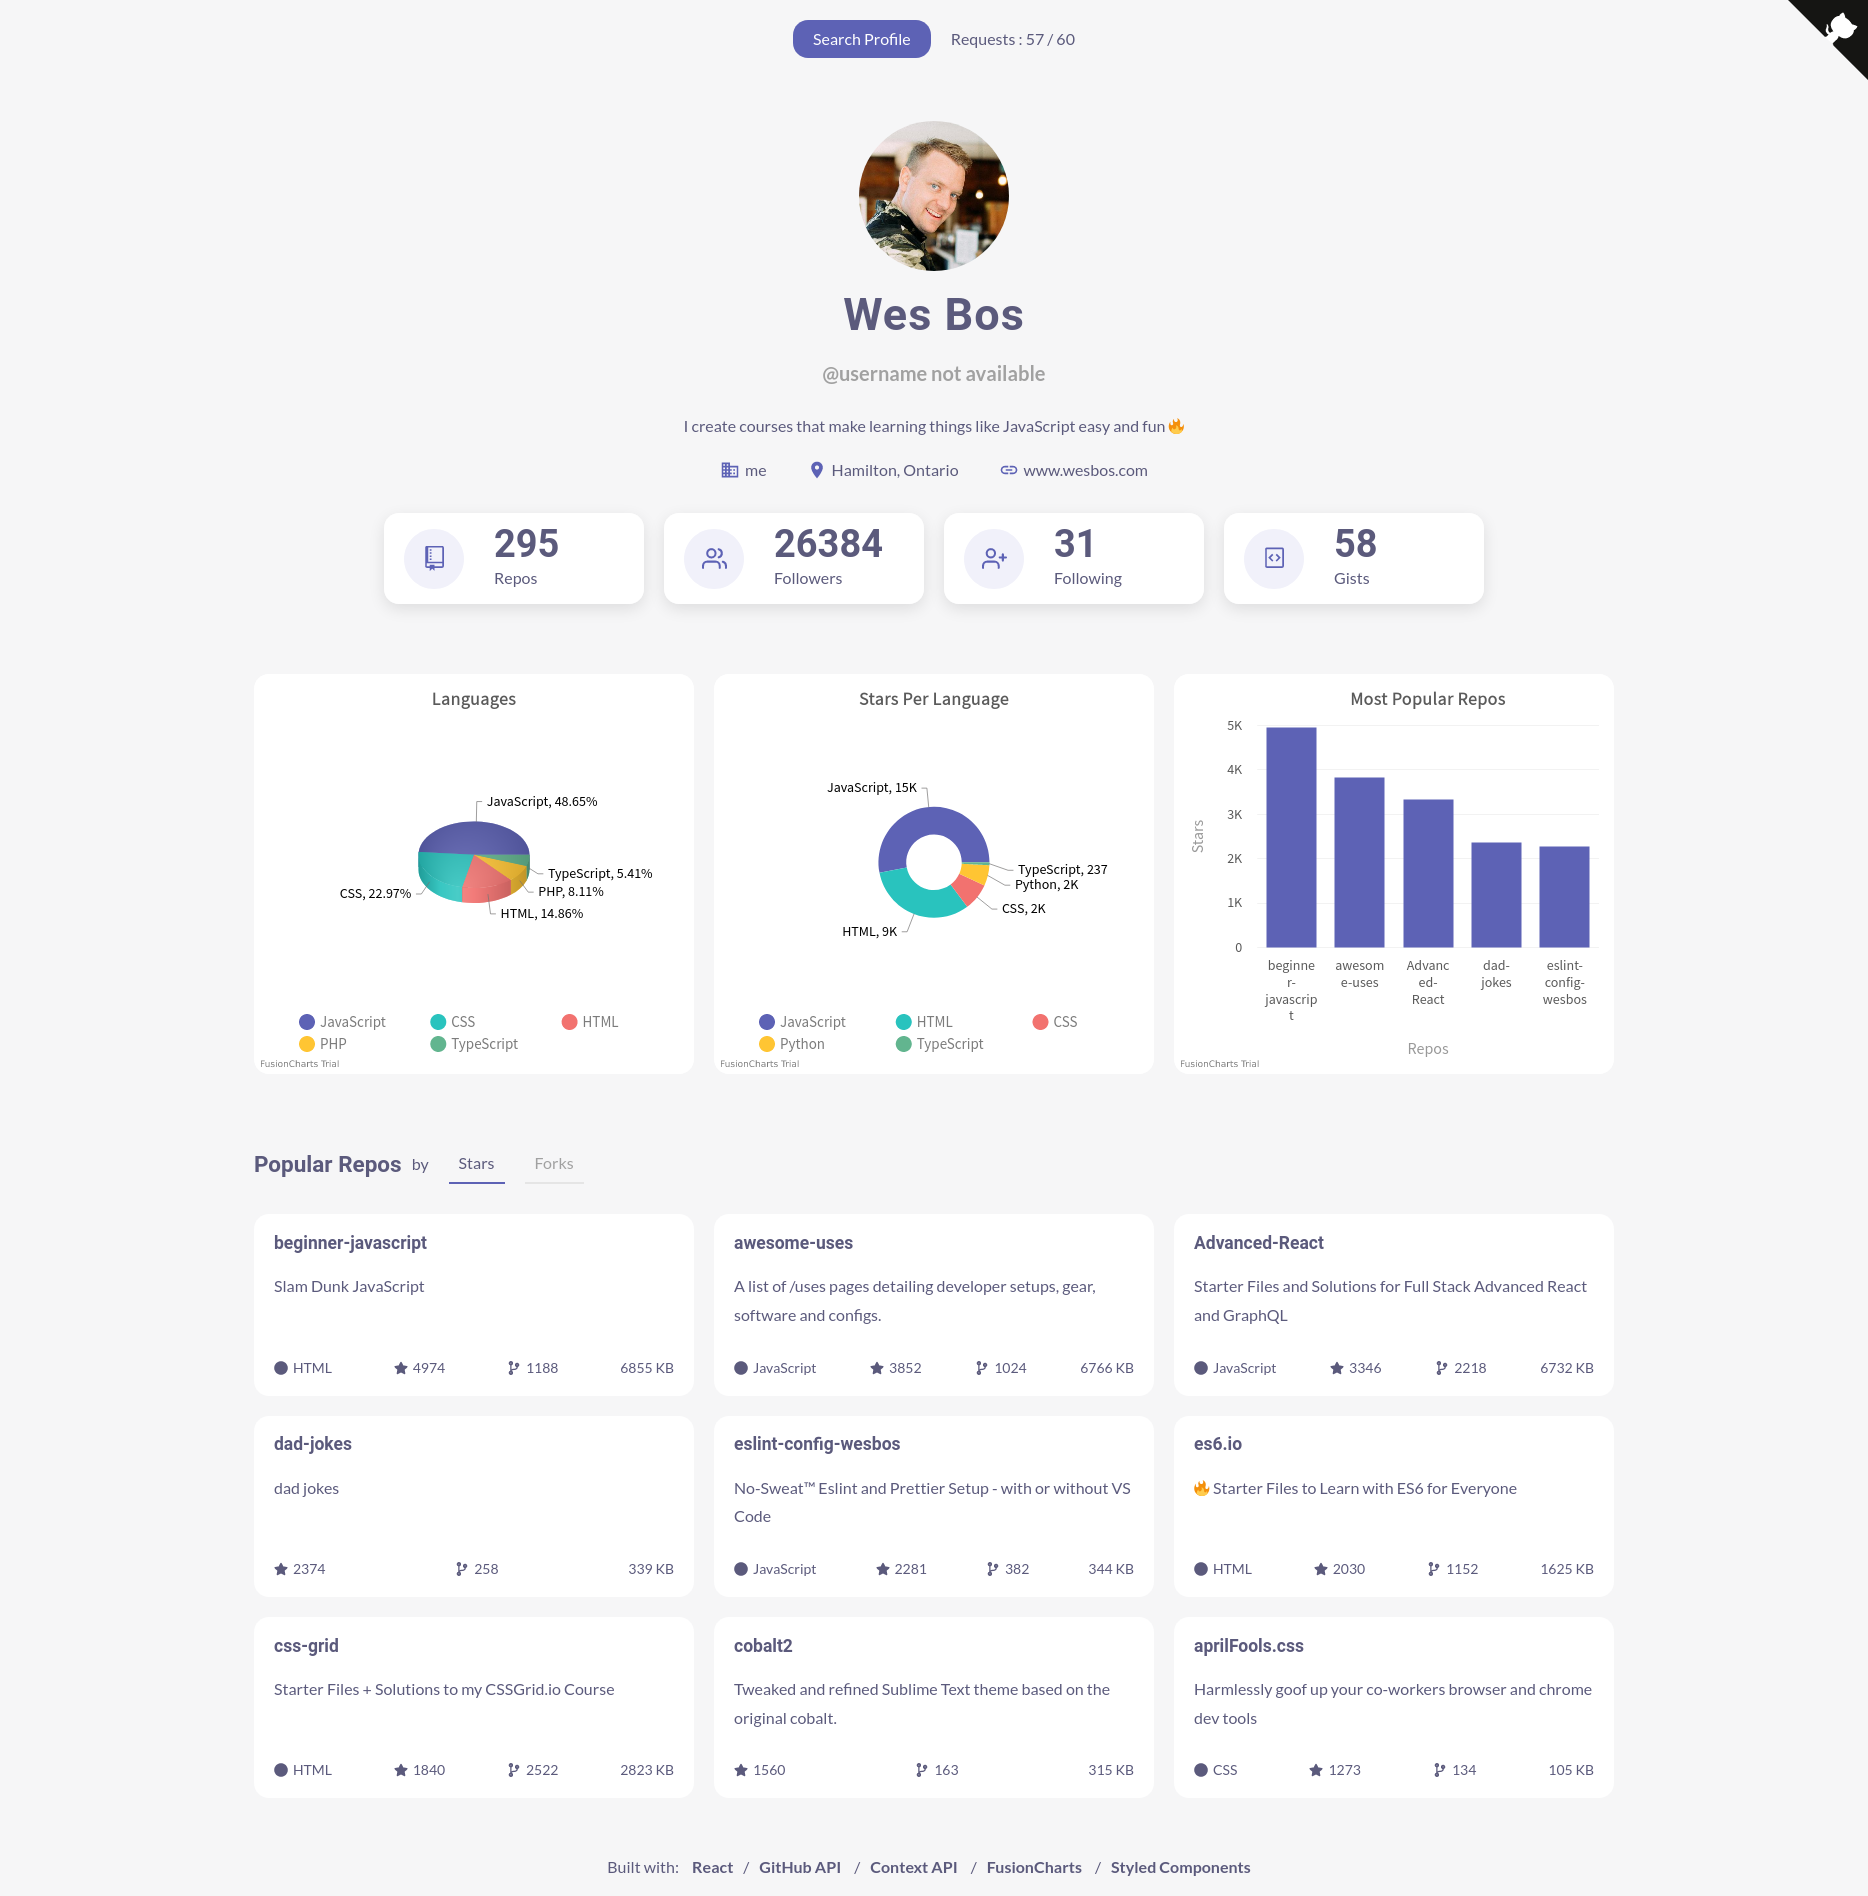 Search Profile
Requests : 57 / 60
Wes Bos
@username not available
I create courses that make learning things like JavaScript easy and fun 🔥
me
Hamilton, Ontario
www.wesbos.com
295
Repos
26384
Followers
31
Following
58
Gists
Languages
JavaScript, 48.65%
TypeScript, 5.41%
PHP, 8.11%
CSS, 22.97%
HTML, 14.86%
JavaScript
CSS
HTML
PHP
TypeScript
FusionCharts Trial
Stars Per Language
JavaScript, 15K
TypeScript, 237
Python, 2K
CSS, 2K
HTML, 9K
JavaScript
HTML
CSS
Python
TypeScript
FusionCharts Trial
Most Popular Repos
5K
4K
3K
2K
1K
0
Stars
beginne
r-
javascrip
t
awesom
e-uses
Advanc
ed-
React
dad-
jokes
eslint-
config-
wesbos
Repos
FusionCharts Trial
Popular Repos by Stars Forks
beginner-javascript
Slam Dunk JavaScript
HTML 4974 1188 6855 KB
awesome-uses
A list of /uses pages detailing developer setups, gear,
software and configs.
JavaScript 3852 1024 6766 KB
Advanced-React
Starter Files and Solutions for Full Stack Advanced React
and GraphQL
JavaScript 3346 2218 6732 KB
dad-jokes
dad jokes
2374 258 339 KB
eslint-config-wesbos
No-Sweat™ Eslint and Prettier Setup - with or without VS
Code
JavaScript 2281 382 344 KB
es6.io
🔥 Starter Files to Learn with ES6 for Everyone
HTML 2030 1152 1625 KB
css-grid
Starter Files + Solutions to my CSSGrid.io Course
HTML 1840 2522 2823 KB
cobalt2
Tweaked and refined Sublime Text theme based on the
original cobalt.
1560 163 315 KB
aprilFools.css
Harmlessly goof up your co-workers browser and chrome
dev tools
CSS 1273 134 105 KB
Built with: React / GitHub API / Context API / FusionCharts / Styled Components